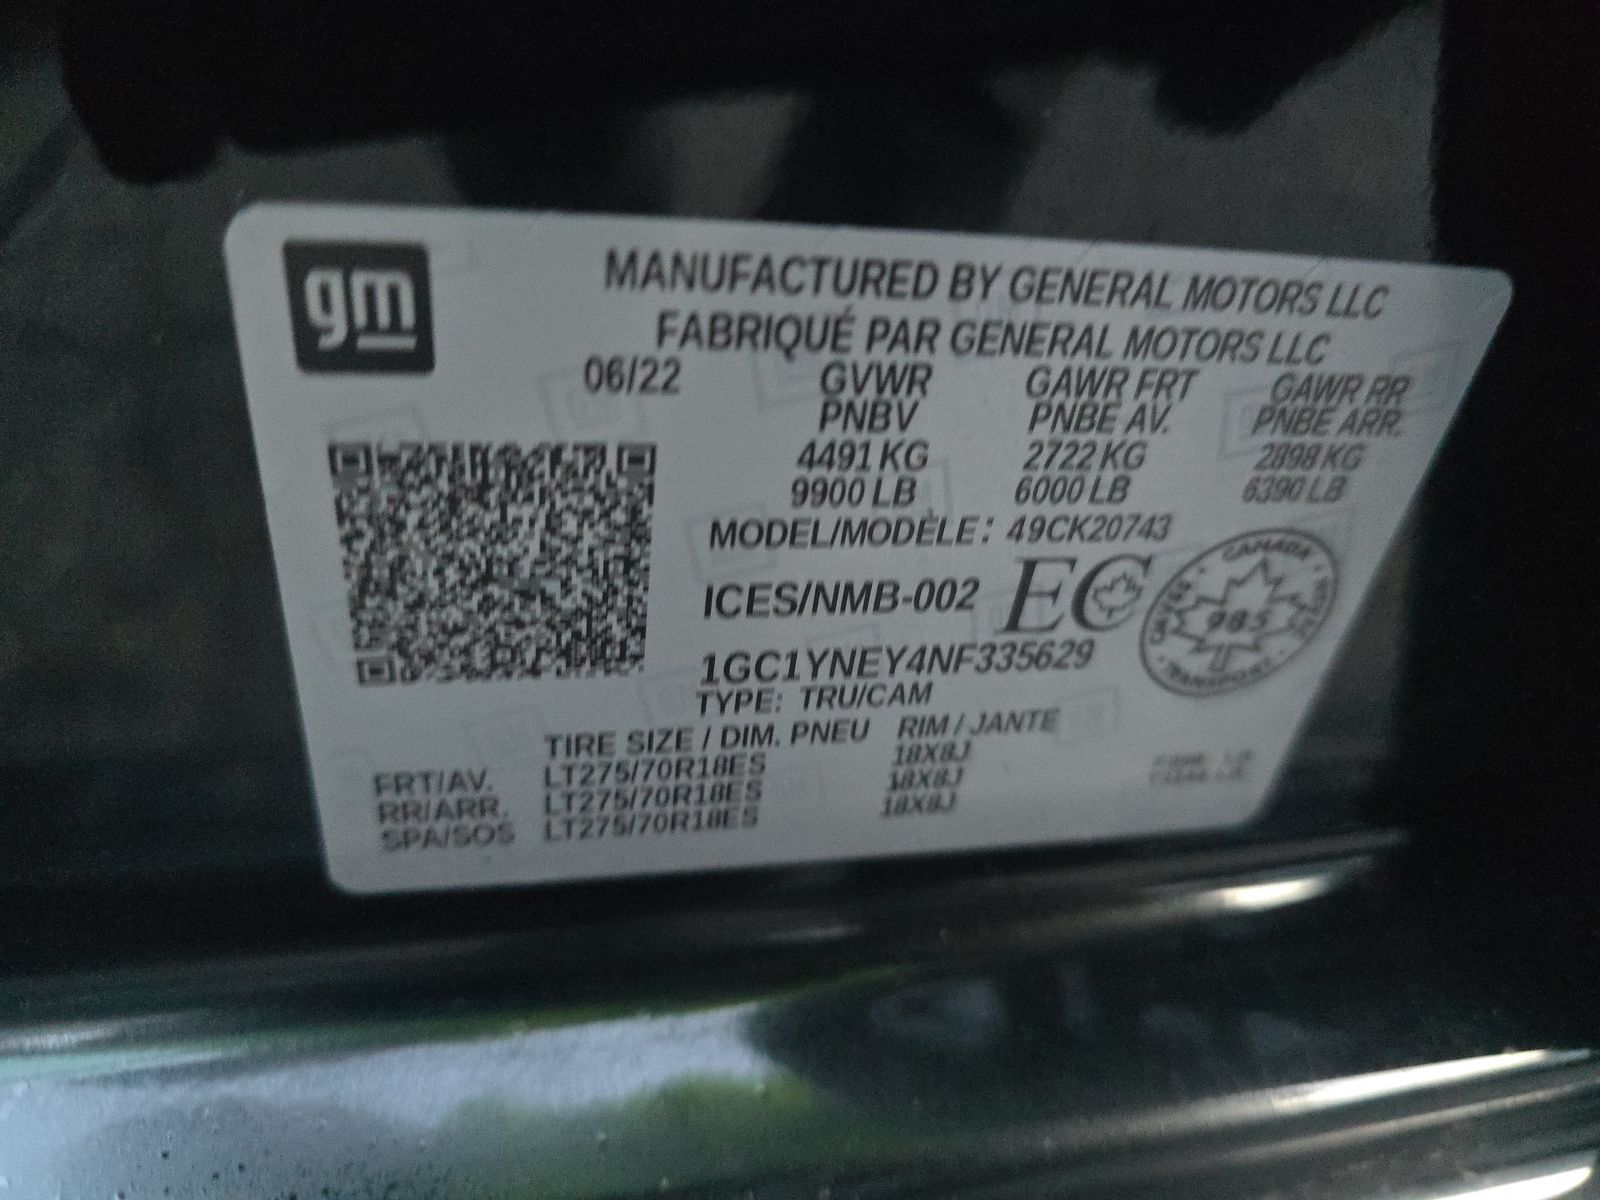 gm
MANUFACTURED BY GENERAL MOTORS LLC
FABRIQUÉ PAR GENERAL MOTORS LLC
06/22 GVWR GAWR FRT GAWR RR
PNBV PNBE AV. PNBE ARR.
4491 KG 2722 KG 2898 KG
9900 LB 6000 LB 6390 LB
MODEL/MODÈLE: 49CK20743
ICES/NMB-002 EC
CANADA
985
TRANSPORT
1GC1YNEY4NF335629
TYPE: TRU/CAM
TIRE SIZE / DIM. PNEU RIM / JANTE
FRT/AV. LT275/70R18ES 18X8J
RR/ARR. LT275/70R18ES 18X8J
SPA/SOS LT275/70R18ES 18X8J